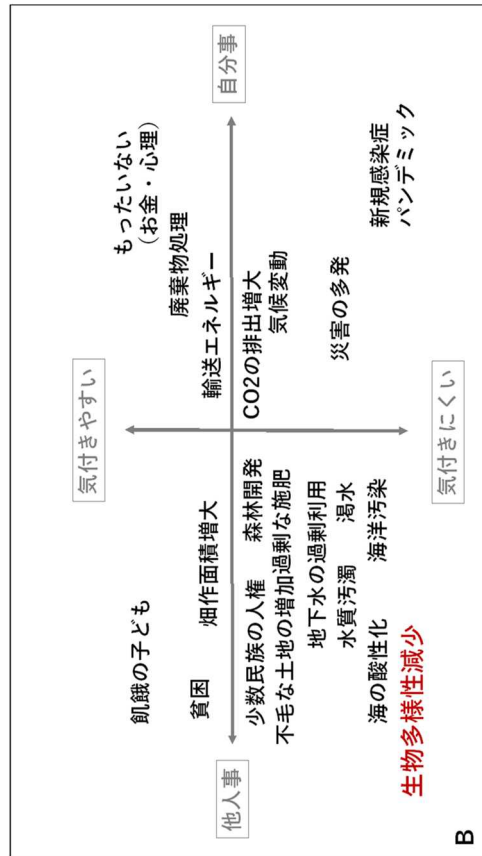 気付きやすい
もったいない
（お金・心理）
飢餓の子ども
廃棄物処理
貧困
畑作面積増大
輸送エネルギー
他人事
自分事
少数民族の人権
森林開発
CO2の排出増大
不毛な土地の増加
過剰な施肥
気候変動
地下水の過剰利用
水質汚濁
渇水
災害の多発
海の酸性化
海洋汚染
新規感染症
パンデミック
生物多様性減少
気付きにくい
B